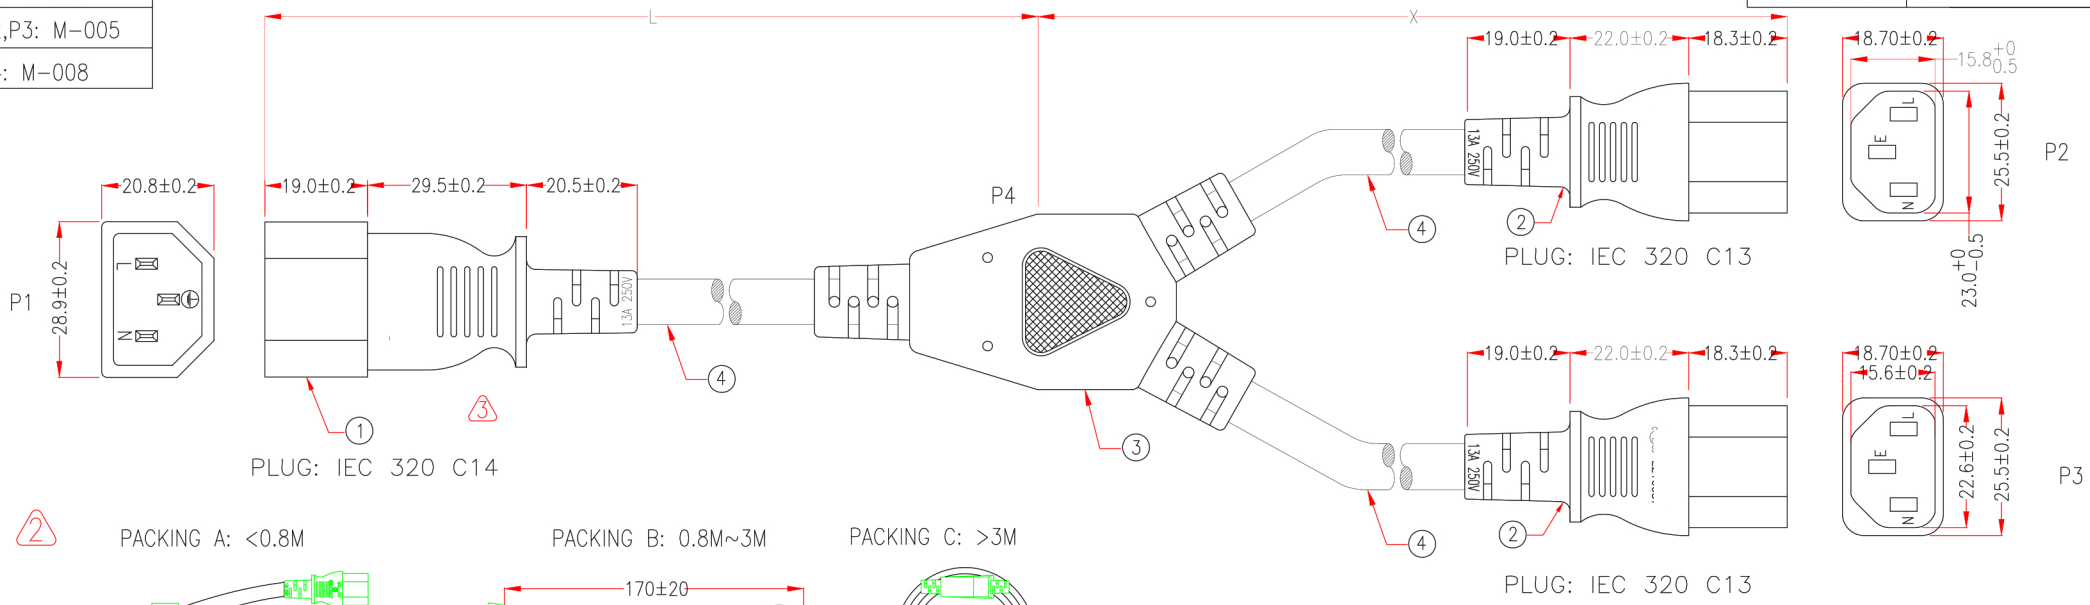 ,P3: M-005
: M-008
L
X
19.0±0.2
22.0±0.2
18.3±0.2
18.70±0.2
15.8+0
0.5
20.8±0.2
19.0±0.2
29.5±0.2
20.5±0.2
P4
13A 250V
4
2
PLUG: IEC 320 C13
L
E
N
25.5±0.2
23.0+0
-0.5
P2
P1
28.9±0.2
L
N
13A 250V
4
1
3
PLUG: IEC 320 C14
3
19.0±0.2
22.0±0.2
18.3±0.2
18.70±0.2
15.6±0.2
13A 250V
4
2
PLUG: IEC 320 C13
L
E
N
22.6±0.2
25.5±0.2
P3
2
PACKING A: <0.8M
PACKING B: 0.8M~3M
PACKING C: >3M
170±20